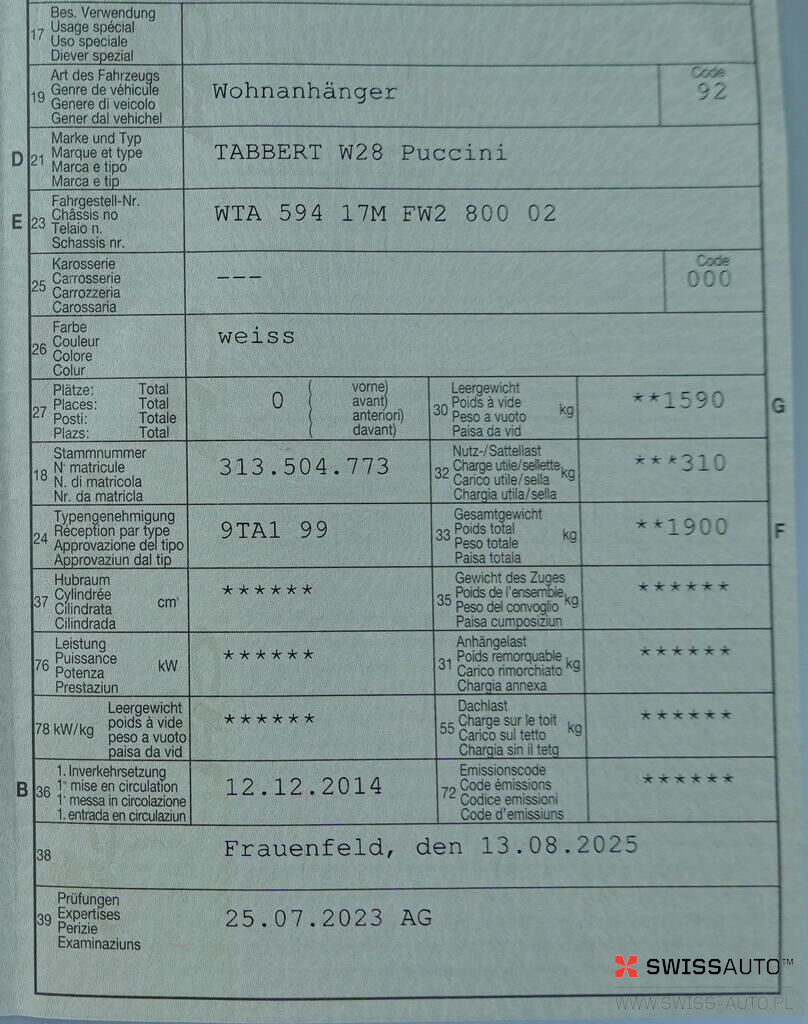 17 Bes. Verwendung
Usage spécial
Uso speciale
Diever spezial
19 Art des Fahrzeugs
Genre de véhicule
Genere di veicolo
Gener dal vehichel
Wohnanhänger
Code
92
D 21 Marke und Typ
Marque et type
Marca e tipo
Marca e tip
TABBERT W28 Puccini
E 23 Fahrgestell-Nr.
Châssis no
Telaio n.
Schassis nr.
WTA 594 17M FW2 800 02
25 Karosserie
Carrosserie
Carrozzeria
Carossaria
---
Code
000
26 Farbe
Couleur
Colore
Colur
weiss
27 Plätze: Total
Places: Total
Posti: Totale
Plazs: Total
0
( vorne)
( avant)
( anteriori)
( davant)
30 Leergewicht
Poids à vide
Peso a vuoto
Paisa da vid
kg
**1590
G
18 Stammnummer
N° matricule
N. di matricola
Nr. da matricla
313.504.773
32 Nutz-/Sattellast
Charge utile/sellette
Carico utile/sella
Chargia utila/sella
kg
***310
24 Typengenehmigung
Réception par type
Approvazione del tipo
Approvaziun dal tip
9TA1 99
33 Gesamtgewicht
Poids total
Peso totale
Paisa totala
kg
**1900
F
37 Hubraum
Cylindrée
Cilindrata
Cilindrada
cm³
******
35 Gewicht des Zuges
Poids de l'ensemble
Peso del convoglio
Paisa cumposiziun
kg
******
76 Leistung
Puissance
Potenza
Prestaziun
kW
******
31 Anhängelast
Poids remorquable
Carico rimorchiato
Chargia annexa
kg
******
78 kW/kg
Leergewicht
poids à vide
peso a vuoto
paisa da vid
******
55 Dachlast
Charge sur le toit
Carico sul tetto
Chargia sin il tetg
kg
******
B 36 1. Inverkehrsetzung
1re mise en circulation
1a messa in circolazione
1. entrada en circulaziun
12.12.2014
72 Emissionscode
Code émissions
Codice emissioni
Code d'emissiuns
******
38 Frauenfeld, den 13.08.2025
39 Prüfungen
Expertises
Perizie
Examinaziuns
25.07.2023 AG
SWISSAUTO™
WWW.SWISS-AUTO.PL